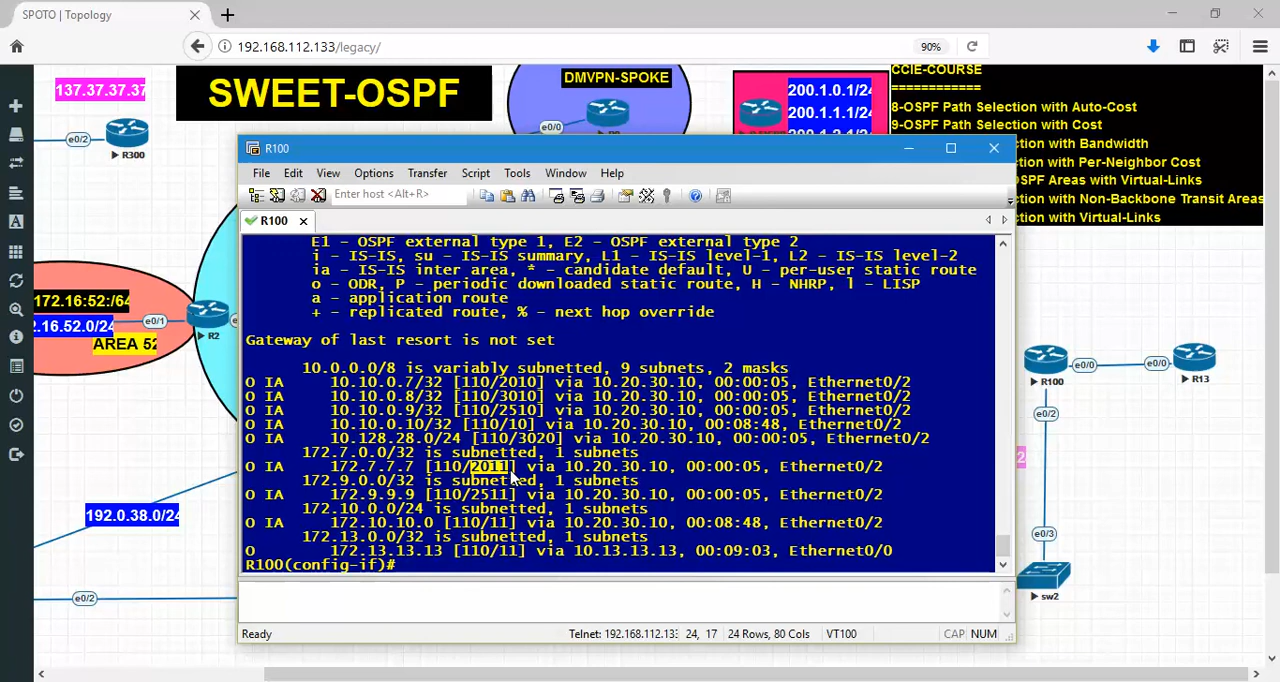 SPOTO | Topology
192.168.112.133/legacy/
90%
137.37.37.37
SWEET-OSPF
DMVPN-SPOKE
200.1.0.1/24
200.1.1.1/24
CCIE-COURSE
============
8-OSPF Path Selection with Auto-Cost
9-OSPF Path Selection with Cost
with Bandwidth
with Per-Neighbor Cost
OSPF Areas with Virtual-Links
with Non-Backbone Transit Areas
with Virtual-Links
e0/2
R300
e0/0
R100
File Edit View Options Transfer Script Tools Window Help
Enter host <Alt+R>
R100
E1 - OSPF external type 1, E2 - OSPF external type 2
i - IS-IS, su - IS-IS summary, L1 - IS-IS level-1, L2 - IS-IS level-2
ia - IS-IS inter area, * - candidate default, U - per-user static route
o - ODR, P - periodic downloaded static route, H - NHRP, l - LISP
a - application route
+ - replicated route, % - next hop override
Gateway of last resort is not set
10.0.0.0/8 is variably subnetted, 9 subnets, 2 masks
O IA 10.10.0.7/32 [110/2010] via 10.20.30.10, 00:00:05, Ethernet0/2
O IA 10.10.0.8/32 [110/3010] via 10.20.30.10, 00:00:05, Ethernet0/2
O IA 10.10.0.9/32 [110/2510] via 10.20.30.10, 00:00:05, Ethernet0/2
O IA 10.10.0.10/32 [110/10] via 10.20.30.10, 00:08:48, Ethernet0/2
O IA 10.128.28.0/24 [110/3020] via 10.20.30.10, 00:00:05, Ethernet0/2
172.7.0.0/32 is subnetted, 1 subnets
O IA 172.7.7.7 [110/2011] via 10.20.30.10, 00:00:05, Ethernet0/2
172.9.0.0/32 is subnetted, 1 subnets
O IA 172.9.9.9 [110/2511] via 10.20.30.10, 00:00:05, Ethernet0/2
172.10.0.0/24 is subnetted, 1 subnets
O IA 172.10.10.0 [110/11] via 10.20.30.10, 00:08:48, Ethernet0/2
172.13.0.0/32 is subnetted, 1 subnets
O 172.13.13.13 [110/11] via 10.13.13.13, 00:09:03, Ethernet0/0
R100(config-if)#
Ready
Telnet: 192.168.112.133
24, 17
24 Rows, 80 Cols
VT100
CAP
NUM
172.16.52:/64
2.16.52.0/24
AREA 52
e0/1
R2
192.0.38.0/24
e0/2
R100
e0/0
e0/0
R13
e0/2
e0/3
sw2